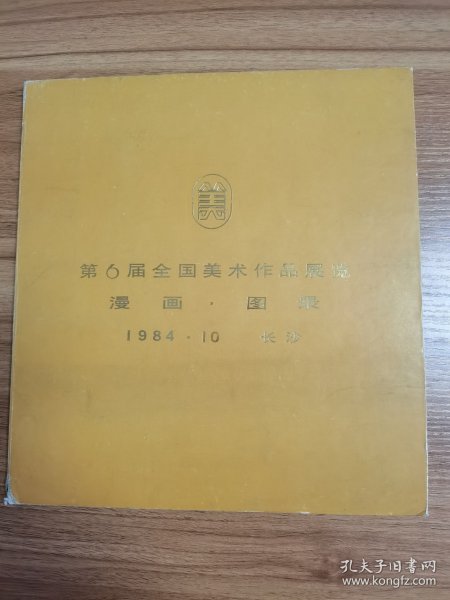 美
第6届全国美术作品展览
漫画·图录
1984·10 长沙
孔夫子旧书网
www.kongfz.com